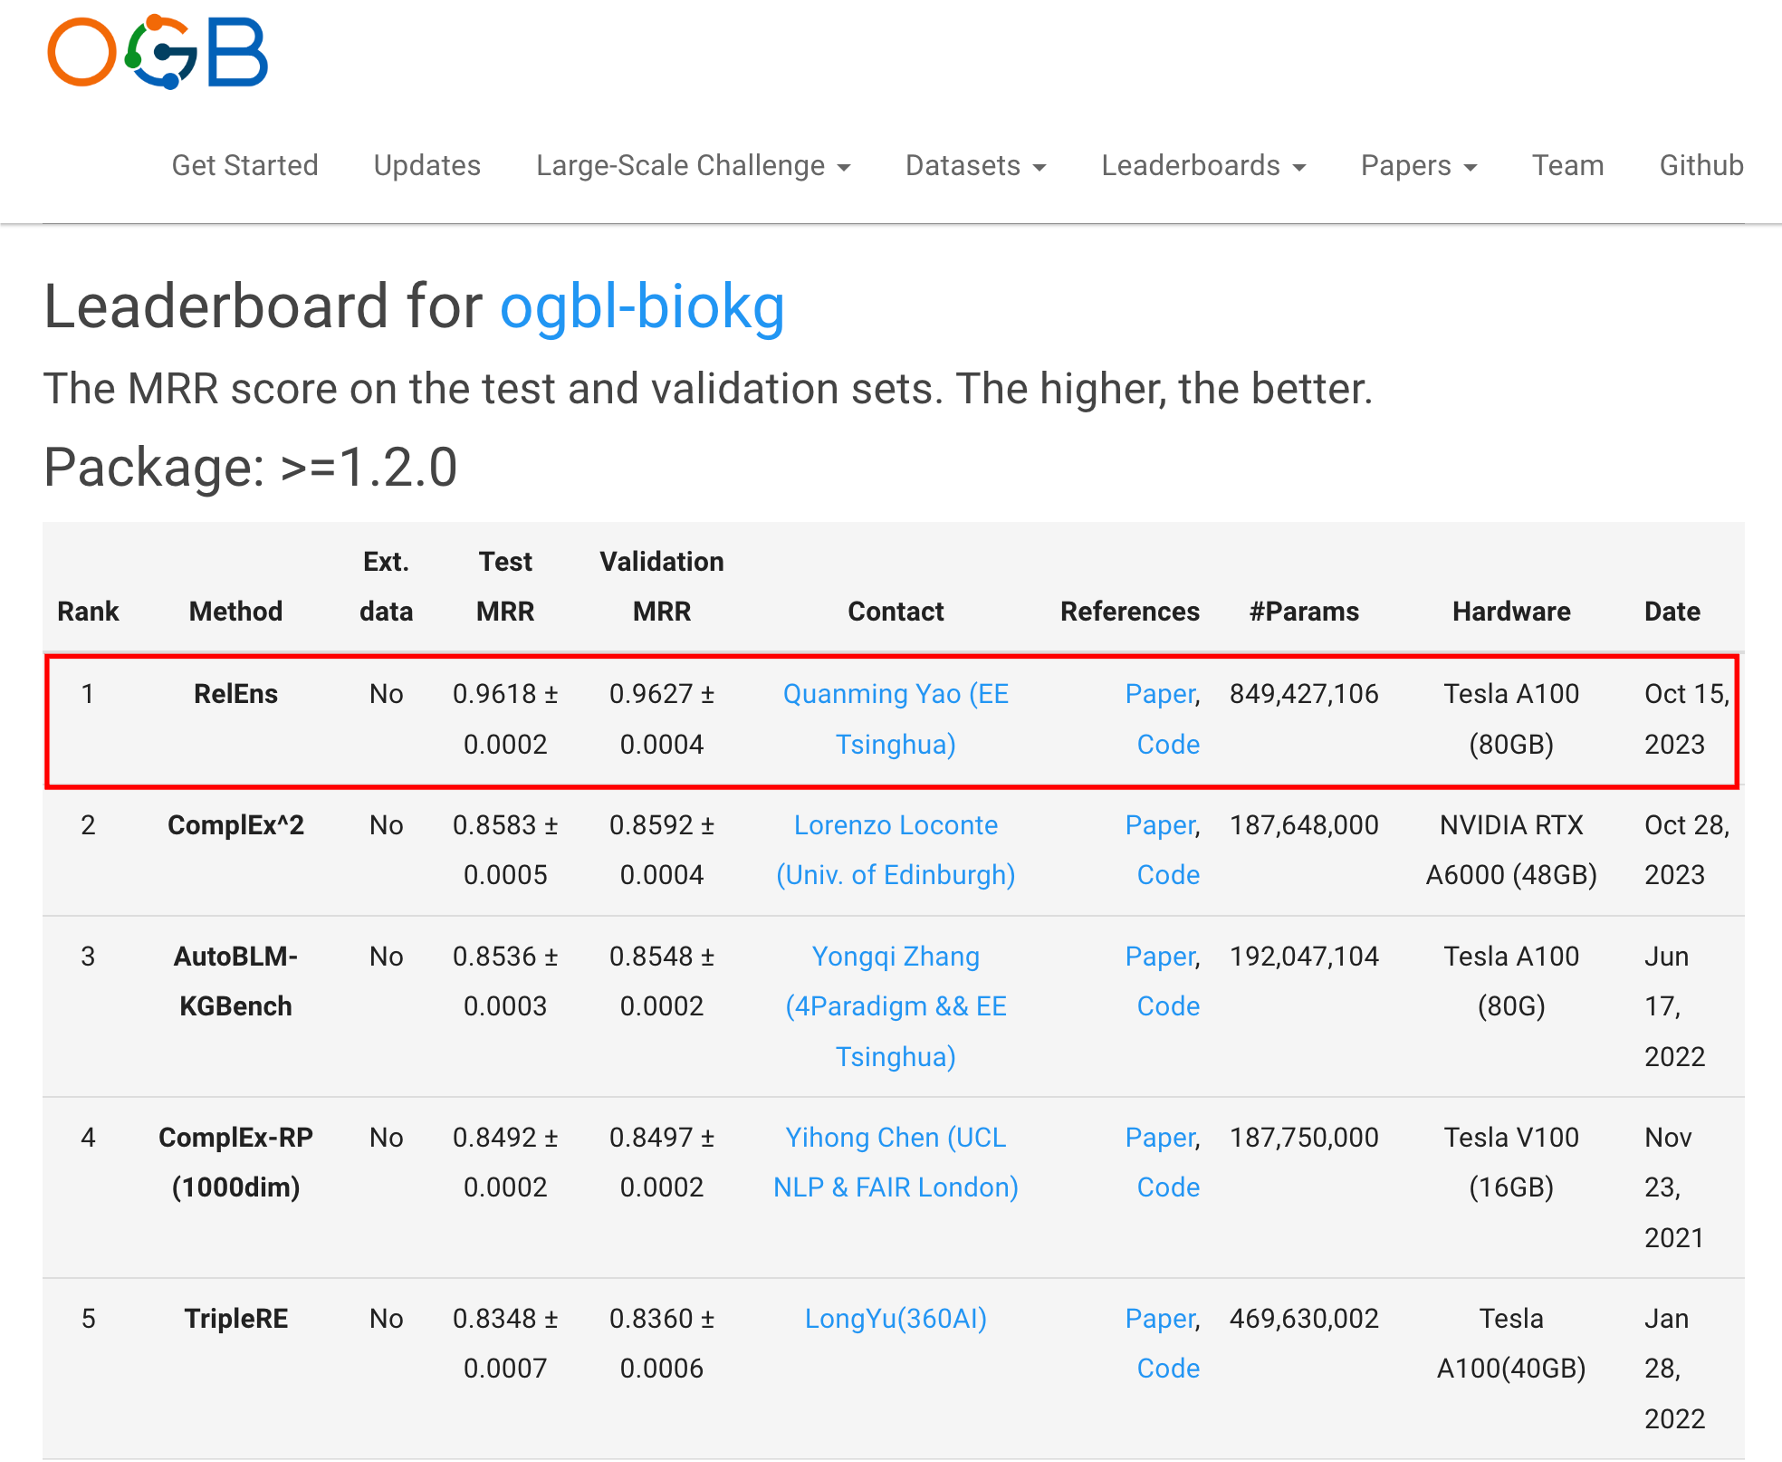 OGB
Get Started Updates Large-Scale Challenge Datasets Leaderboards Papers Team Github
Leaderboard for ogbl-biokg
The MRR score on the test and validation sets. The higher, the better.
Package: >=1.2.0
Ext. Test Validation
Rank Method data MRR MRR Contact References #Params Hardware Date
1 RelEns No 0.9618 ± 0.9627 ± Quanming Yao (EE Paper, 849,427,106 Tesla A100 Oct 15,
0.0002 0.0004 Tsinghua) Code (80GB) 2023
2 ComplEx^2 No 0.8583 ± 0.8592 ± Lorenzo Loconte Paper, 187,648,000 NVIDIA RTX Oct 28,
0.0005 0.0004 (Univ. of Edinburgh) Code A6000 (48GB) 2023
3 AutoBLM- No 0.8536 ± 0.8548 ± Yongqi Zhang Paper, 192,047,104 Tesla A100 Jun
KGBench 0.0003 0.0002 (4Paradigm && EE Code (80G) 17,
Tsinghua) 2022
4 ComplEx-RP No 0.8492 ± 0.8497 ± Yihong Chen (UCL Paper, 187,750,000 Tesla V100 Nov
(1000dim) 0.0002 0.0002 NLP & FAIR London) Code (16GB) 23,
2021
5 TripleRE No 0.8348 ± 0.8360 ± LongYu(360AI) Paper, 469,630,002 Tesla Jan
0.0007 0.0006 Code A100(40GB) 28,
2022